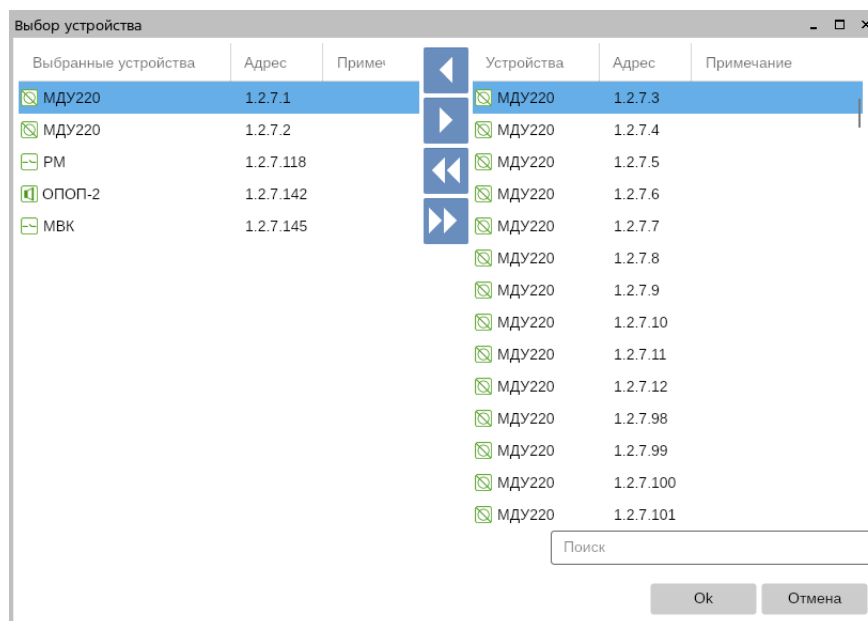 Выбор устройства
Выбранные устройства Адрес Примеч Устройства Адрес Примечание
МДУ220 1.2.7.1 МДУ220 1.2.7.3
МДУ220 1.2.7.2 МДУ220 1.2.7.4
РМ 1.2.7.118 МДУ220 1.2.7.5
ОПОП-2 1.2.7.142 МДУ220 1.2.7.6
МВК 1.2.7.145 МДУ220 1.2.7.7
МДУ220 1.2.7.8
МДУ220 1.2.7.9
МДУ220 1.2.7.10
МДУ220 1.2.7.11
МДУ220 1.2.7.12
МДУ220 1.2.7.98
МДУ220 1.2.7.99
МДУ220 1.2.7.100
МДУ220 1.2.7.101
Поиск
Ok Отмена